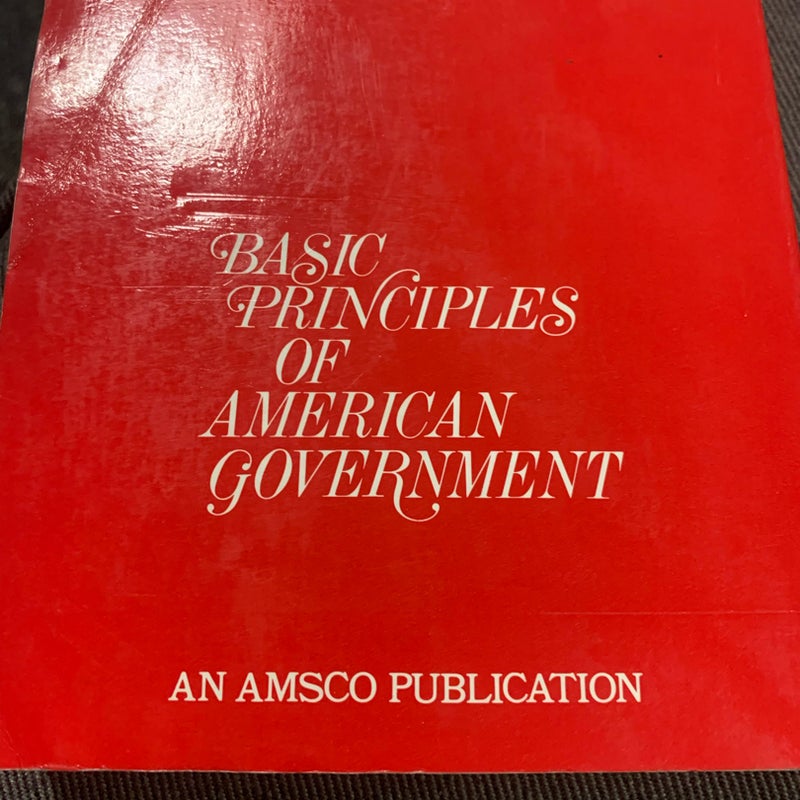 BASIC
PRINCIPLES
OF
AMERICAN
GOVERNMENT
AN AMSCO PUBLICATION